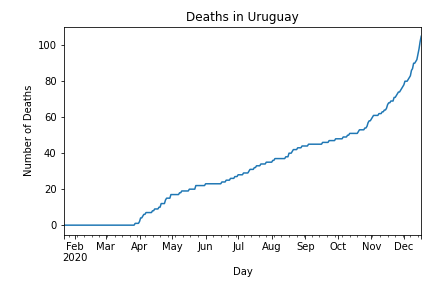 Deaths in Uruguay
Number of Deaths
100
80
60
40
20
0
Feb Mar Apr May Jun Jul Aug Sep Oct Nov Dec
2020
Day